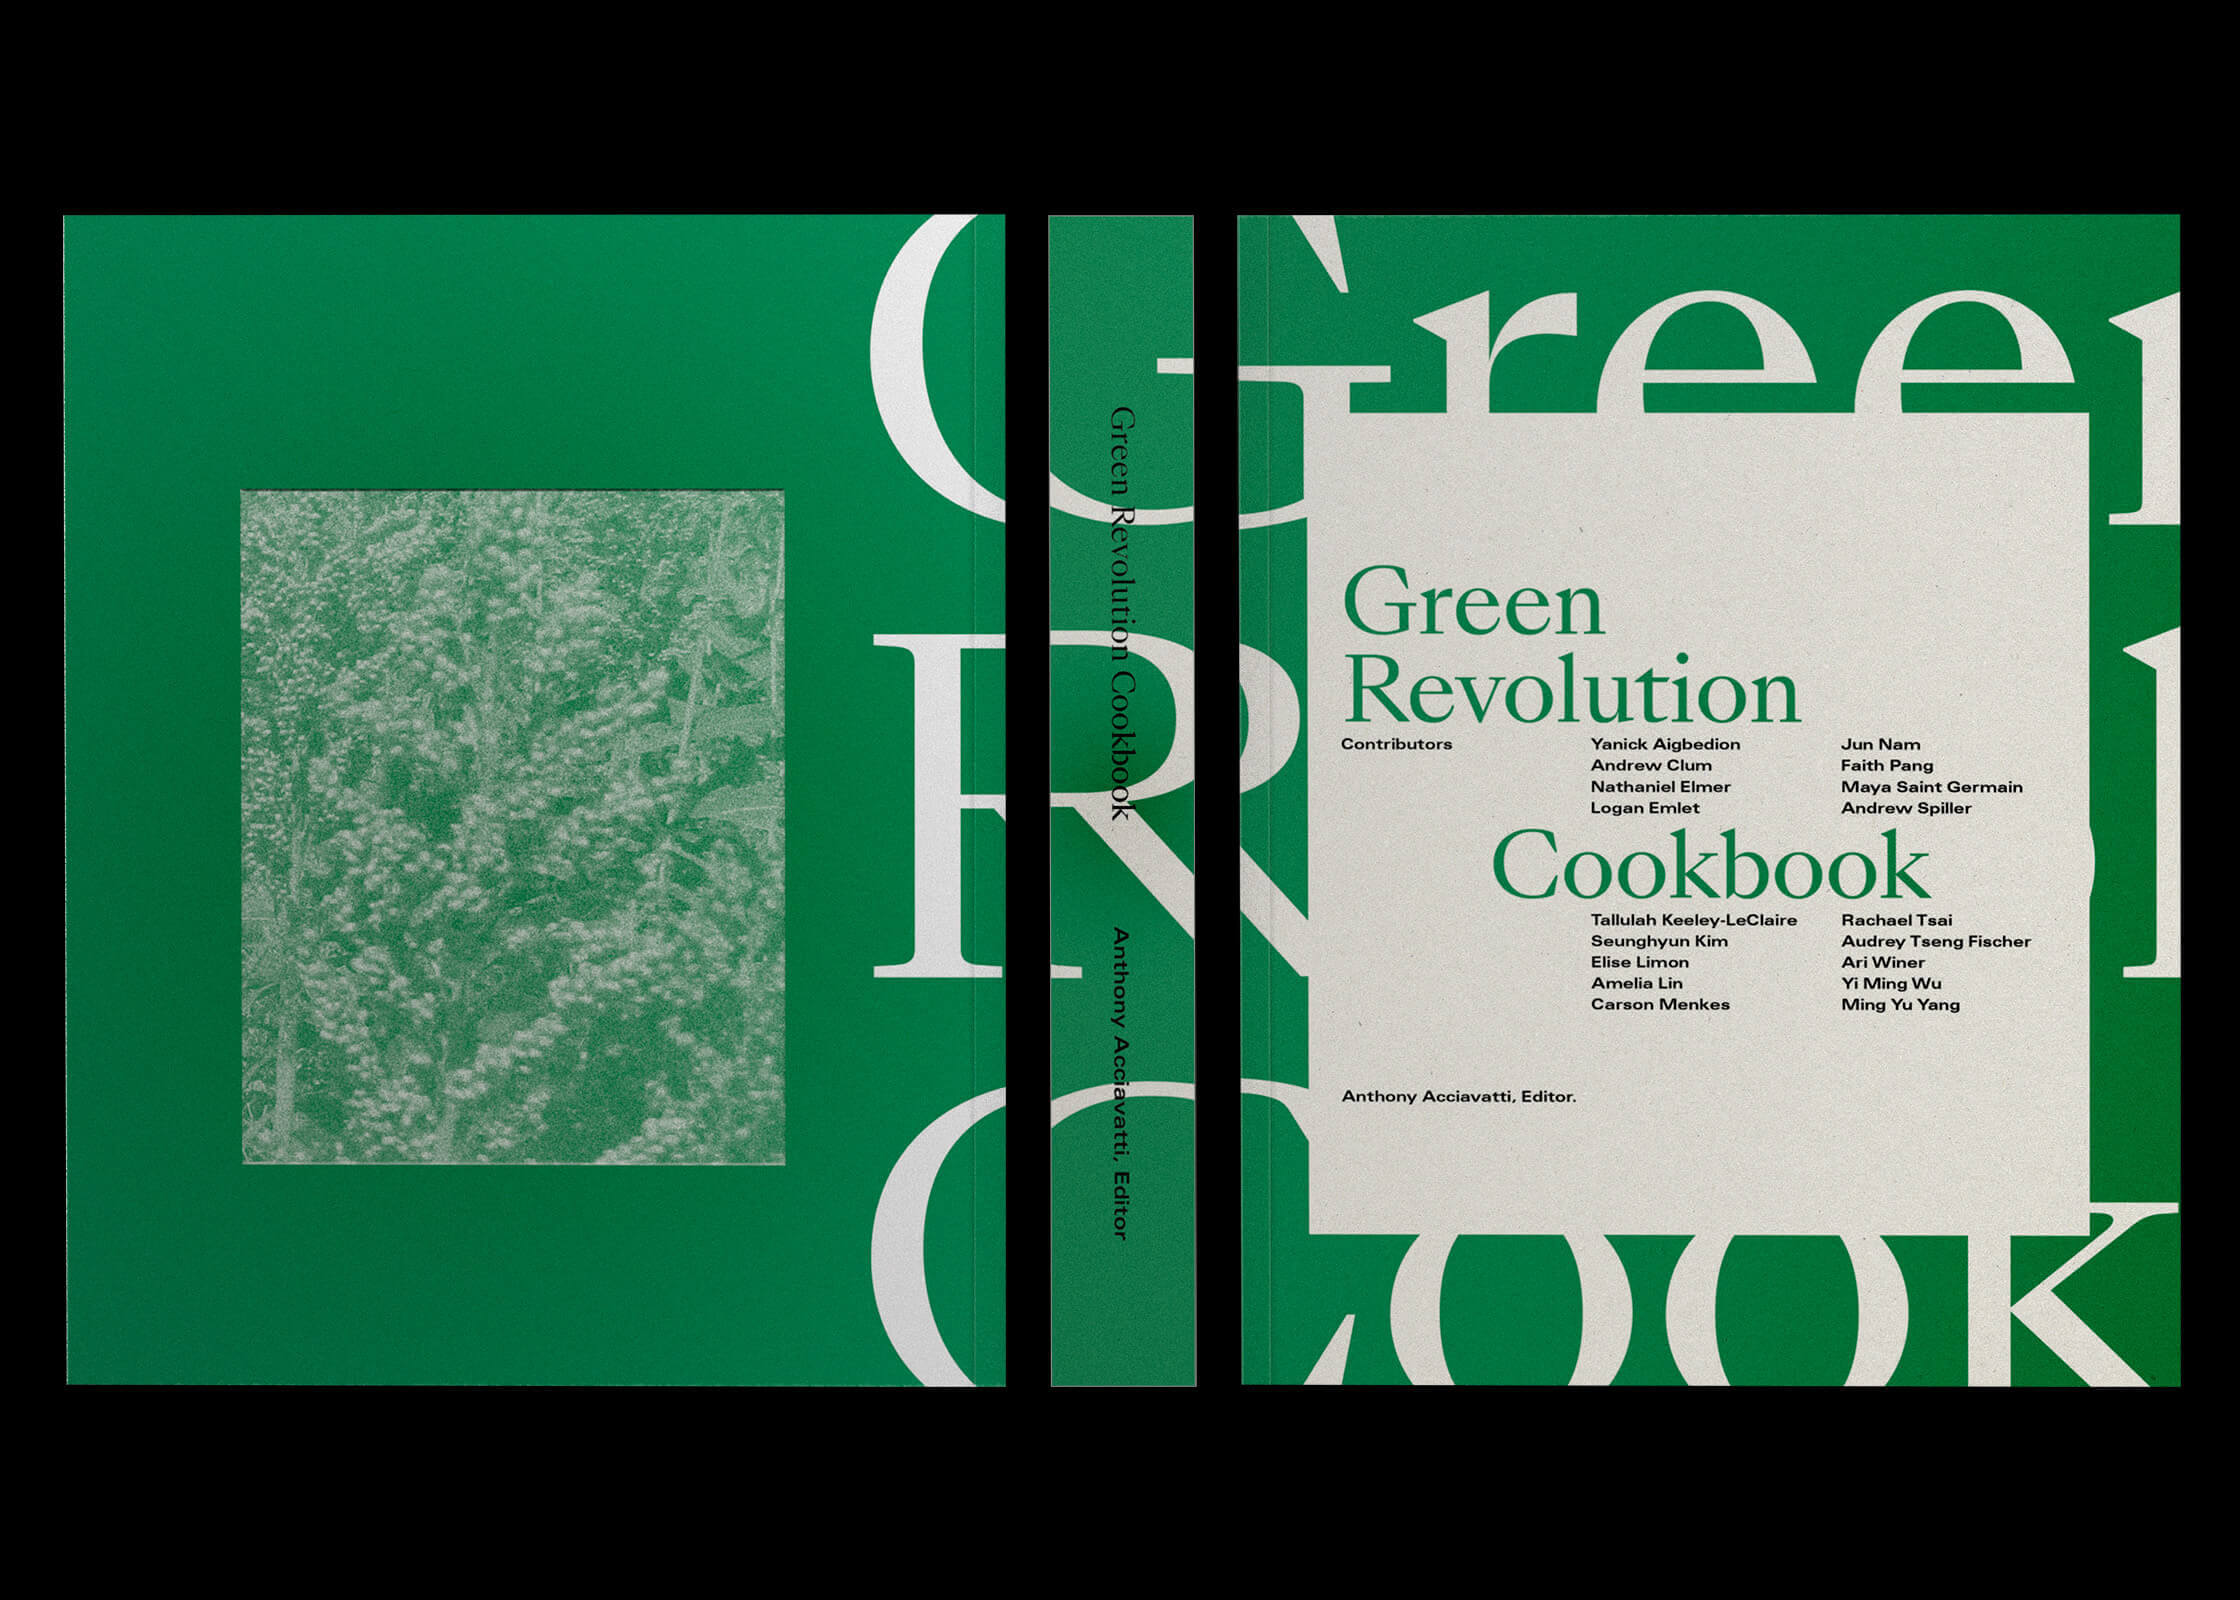 G
R
C
Green Revolution Cookbook
Anthony Acciavatti, Editor
Green
Green
Revolution
Contributors
Yanick Aigbedion
Andrew Clum
Nathaniel Elmer
Logan Emlet
Jun Nam
Faith Pang
Maya Saint Germain
Andrew Spiller
Cookbook
Tallulah Keeley-LeClaire
Seunghyun Kim
Elise Limon
Amelia Lin
Carson Menkes
Rachael Tsai
Audrey Tseng Fischer
Ari Winer
Yi Ming Wu
Ming Yu Yang
Anthony Acciavatti, Editor.
Cook